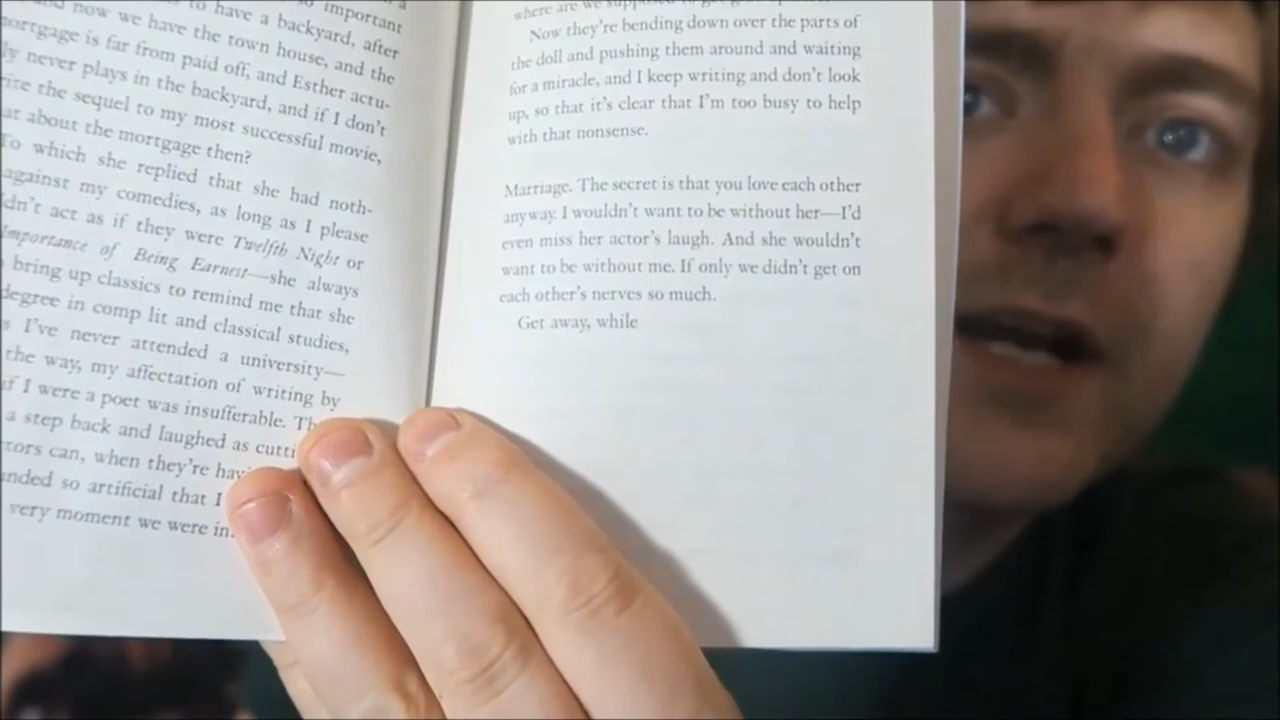 so important
to have a backyard, after
now we have the town house, and the
mortgage is far from paid off, and Esther actu-
never plays in the backyard, and if I don't
the sequel to my most successful movie,
about the mortgage then?
To which she replied that she had noth-
against my comedies, as long as I please
didn't act as if they were Twelfth Night or
Importance of Being Earnest—she always
bring up classics to remind me that she
degree in comp lit and classical studies,
I've never attended a university—
the way, my affectation of writing by
if I were a poet was insufferable.
a step back and laughed as
can, when they're
so artificial that I
very moment we were in.
where are we supposed to get
Now they're bending down over the parts of
the doll and pushing them around and waiting
for a miracle, and I keep writing and don't look
up, so that it's clear that I'm too busy to help
with that nonsense.
Marriage. The secret is that you love each other
anyway. I wouldn't want to be without her—I'd
even miss her actor's laugh. And she wouldn't
want to be without me. If only we didn't get on
each other's nerves so much.
Get away, while